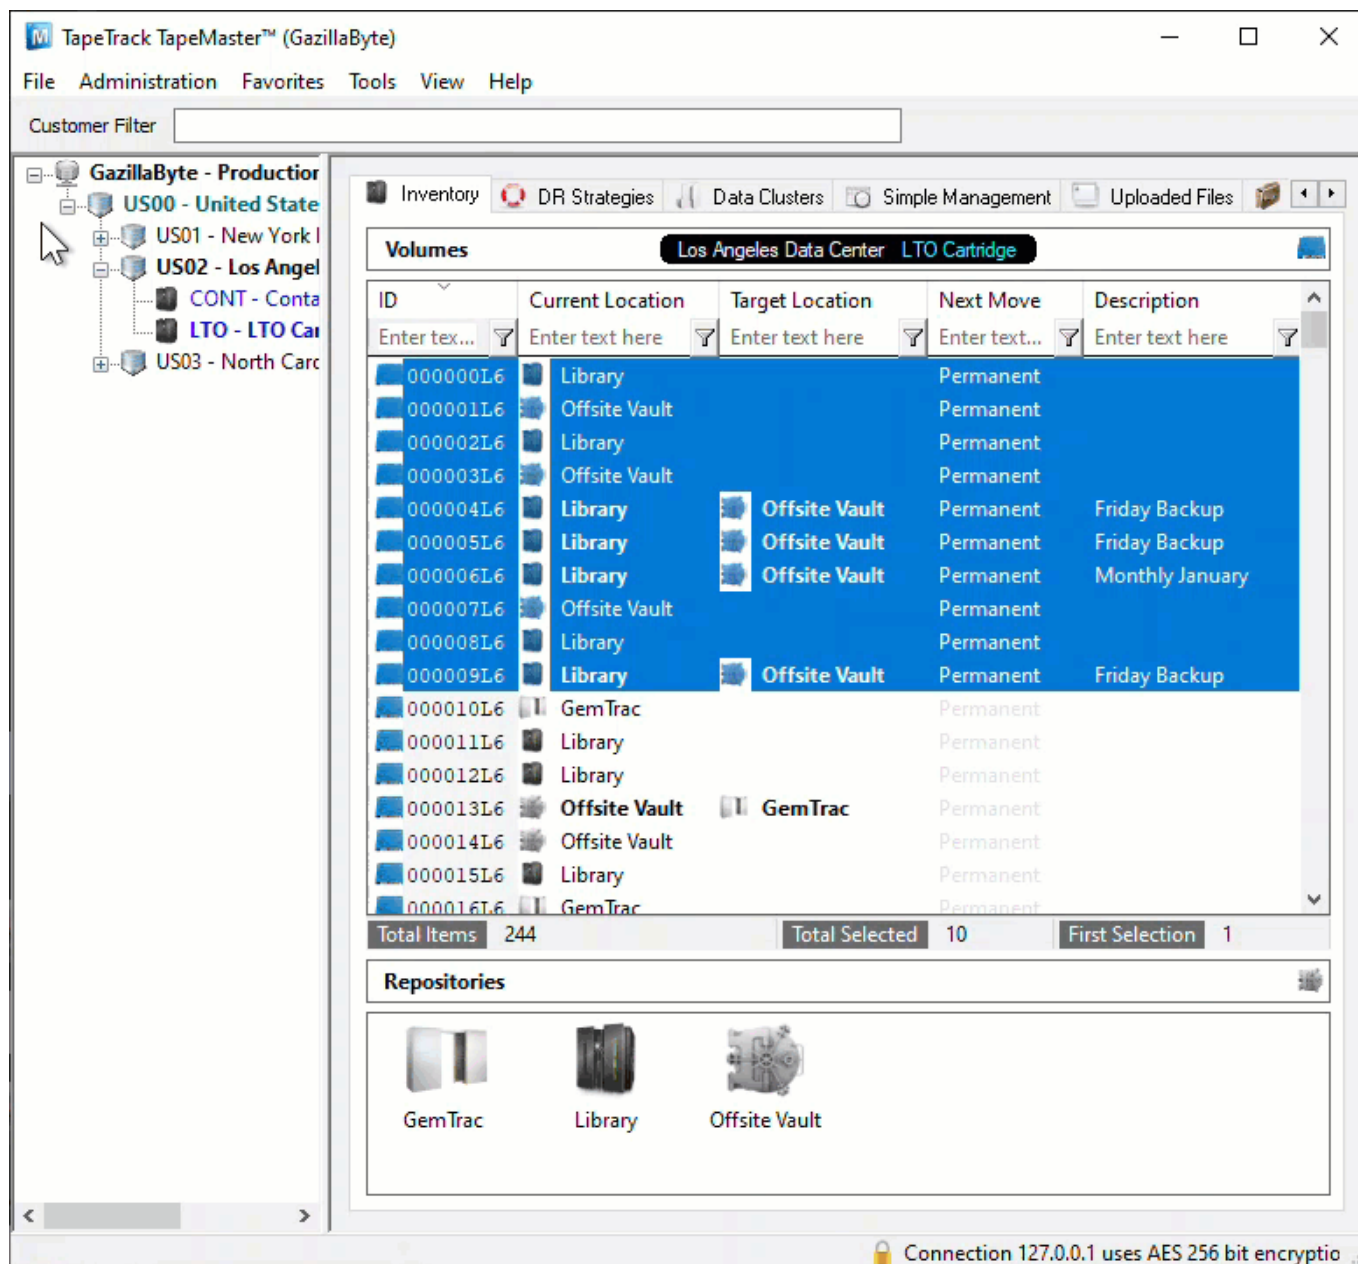 TapeTrack TapeMaster™ (GazillaByte)
File Administration Favorites Tools View Help
Customer Filter
GazillaByte - Production
US00 - United State
US01 - New York
US02 - Los Angel
CONT - Conta
LTO - LTO Car
US03 - North Carc
Inventory DR Strategies Data Clusters Simple Management Uploaded Files
Volumes Los Angeles Data Center LTO Cartridge
ID Current Location Target Location Next Move Description
Enter tex... Enter text here Enter text here Enter text... Enter text here
000000L6 Library Permanent
000001L6 Offsite Vault Permanent
000002L6 Library Permanent
000003L6 Offsite Vault Permanent
000004L6 Library Offsite Vault Permanent Friday Backup
000005L6 Library Offsite Vault Permanent Friday Backup
000006L6 Library Offsite Vault Permanent Monthly January
000007L6 Offsite Vault Permanent
000008L6 Library Permanent
000009L6 Library Offsite Vault Permanent Friday Backup
000010L6 GemTrac Permanent
000011L6 Library Permanent
000012L6 Library Permanent
000013L6 Offsite Vault GemTrac Permanent
000014L6 Offsite Vault Permanent
000015L6 Library Permanent
000016L6 GemTrac Permanent
Total Items 244 Total Selected 10 First Selection 1
Repositories
GemTrac Library Offsite Vault
Connection 127.0.0.1 uses AES 256 bit encryptio